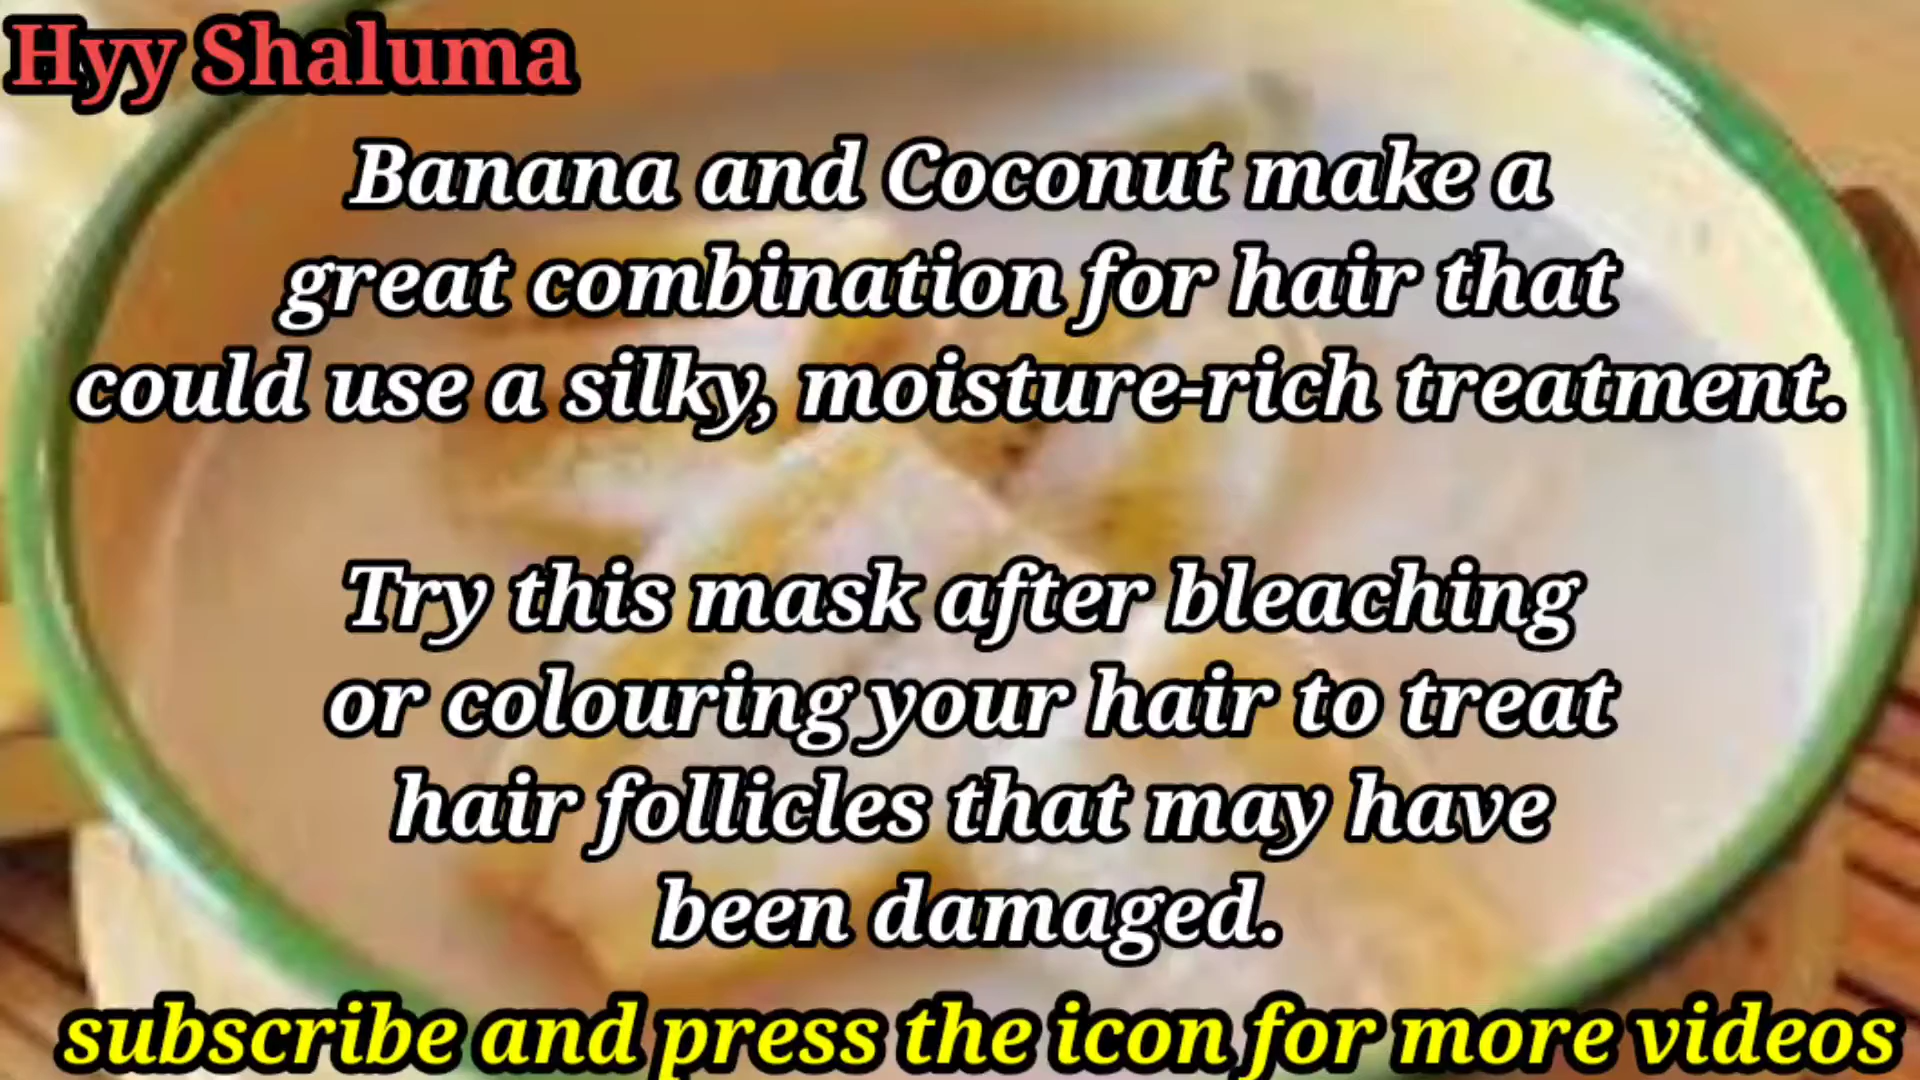 Hyy Shaluma
Banana and Coconut make a
great combination for hair that
could use a silky, moisture-rich treatment.
Try this mask after bleaching
or colouring your hair to treat
hair follicles that may have
been damaged.
subscribe and press the icon for more videos